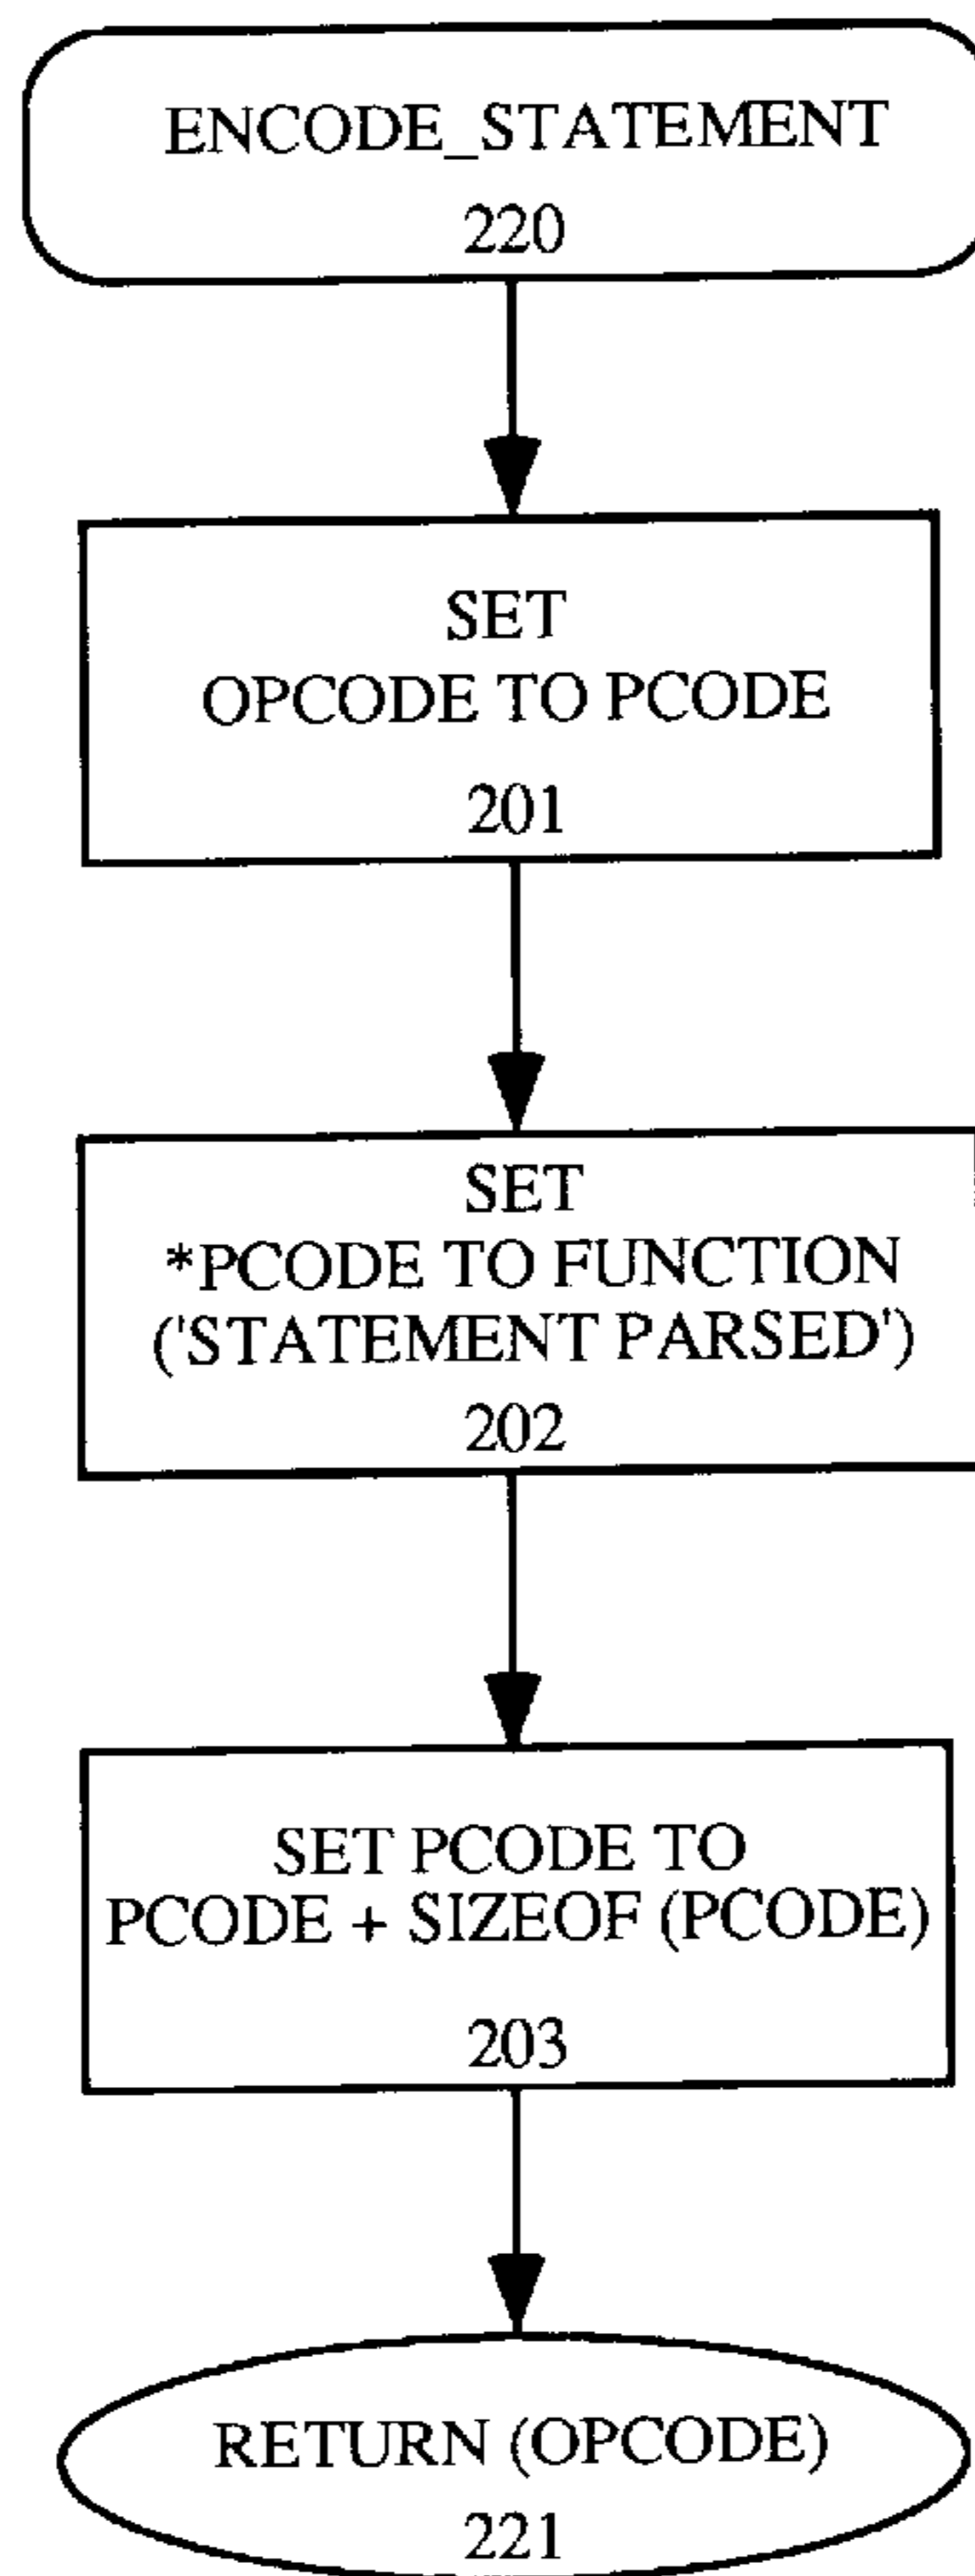 ENCODE_STATEMENT
220
SET
OPCODE TO PCODE
201
SET
*PCODE TO FUNCTION
('STATEMENT PARSED')
202
SET PCODE TO
PCODE + SIZEOF (PCODE)
203
RETURN (OPCODE)
221